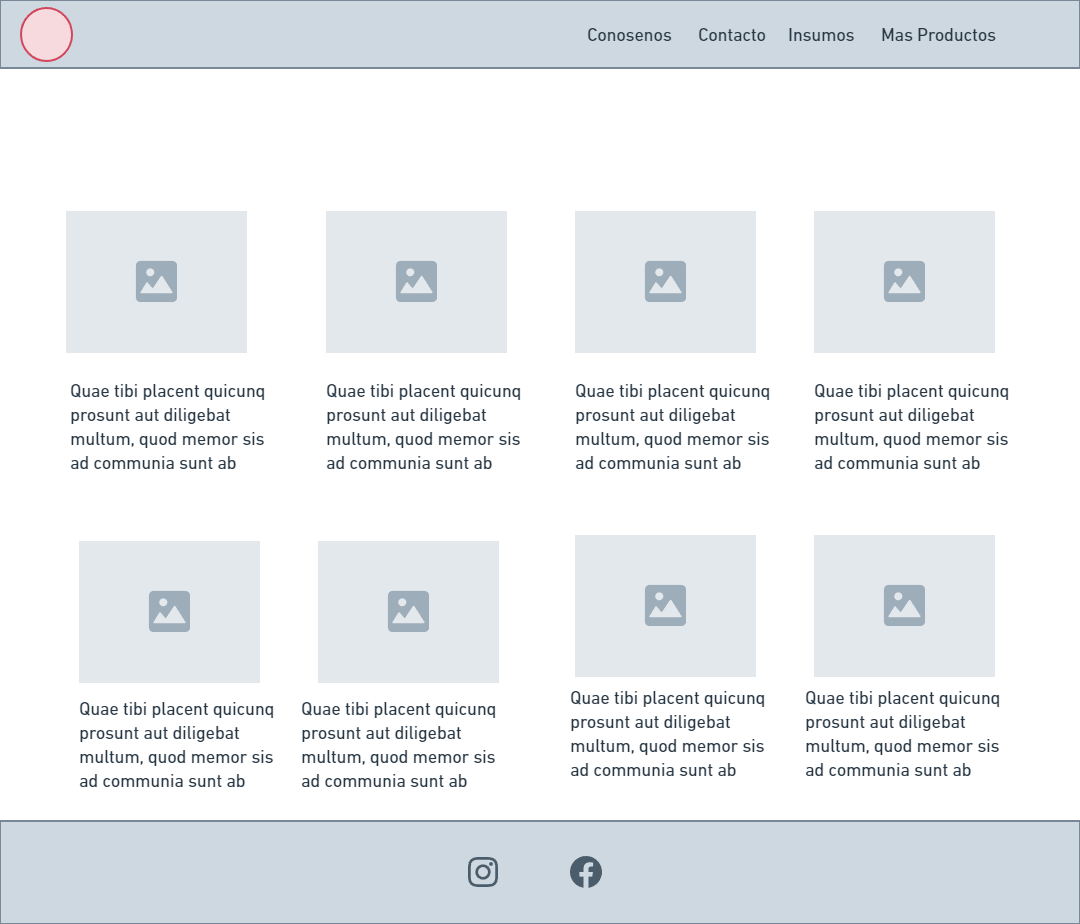 Conosenos Contacto Insumos Mas Productos
Quae tibi placent quicunq
prosunt aut diligebat
multum, quod memor sis
ad communia sunt ab
Quae tibi placent quicunq
prosunt aut diligebat
multum, quod memor sis
ad communia sunt ab
Quae tibi placent quicunq
prosunt aut diligebat
multum, quod memor sis
ad communia sunt ab
Quae tibi placent quicunq
prosunt aut diligebat
multum, quod memor sis
ad communia sunt ab
Quae tibi placent quicunq
prosunt aut diligebat
multum, quod memor sis
ad communia sunt ab
Quae tibi placent quicunq
prosunt aut diligebat
multum, quod memor sis
ad communia sunt ab
Quae tibi placent quicunq
prosunt aut diligebat
multum, quod memor sis
ad communia sunt ab
Quae tibi placent quicunq
prosunt aut diligebat
multum, quod memor sis
ad communia sunt ab